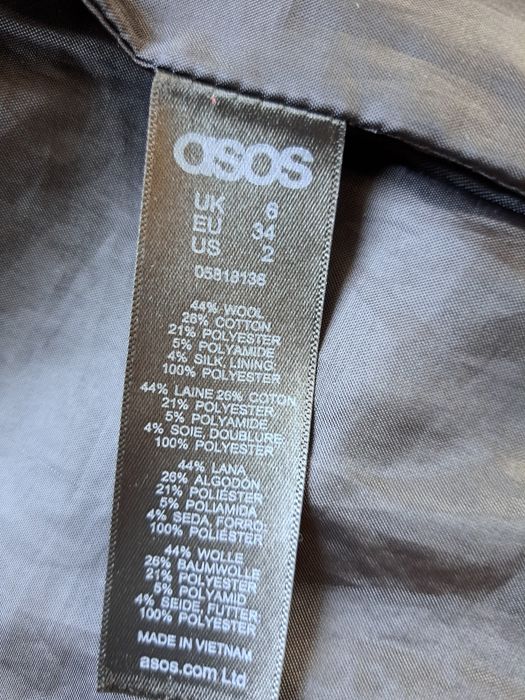 asos
UK 6
EU 34
US 2
05818136
44% WOOL
26% COTTON
21% POLYESTER
5% POLYAMIDE
4% SILK, LINING:
100% POLYESTER
44% LAINE 26% COTON
21% POLYESTER
5% POLYAMIDE
4% SOIE, DOUBLURE:
100% POLYESTER
44% LANA
26% ALGODÓN
21% POLIÉSTER
5% POLIAMIDA
4% SEDA, FORRO:
100% POLIÉSTER
44% WOLLE
26% BAUMWOLLE
21% POLYESTER
5% POLYAMID
4% SEIDE, FUTTER:
100% POLYESTER
MADE IN VIETNAM
asos.com Ltd